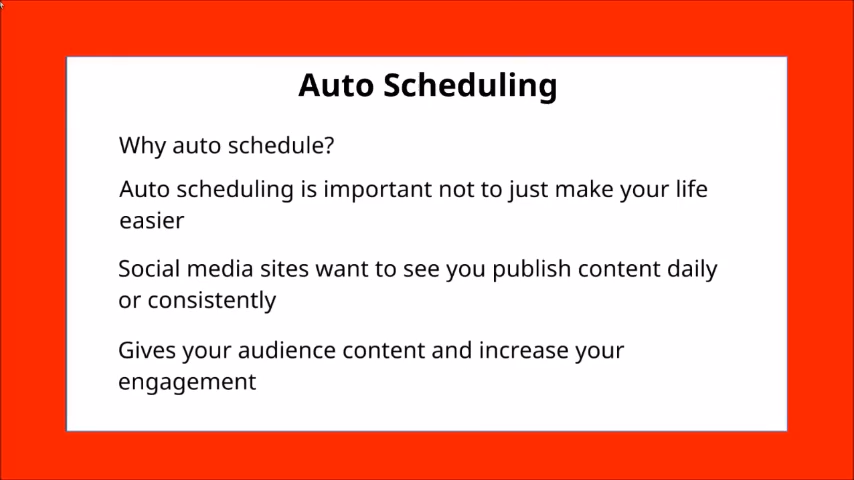 Auto Scheduling
Why auto schedule?
Auto scheduling is important not to just make your life
easier
Social media sites want to see you publish content daily
or consistently
Gives your audience content and increase your
engagement